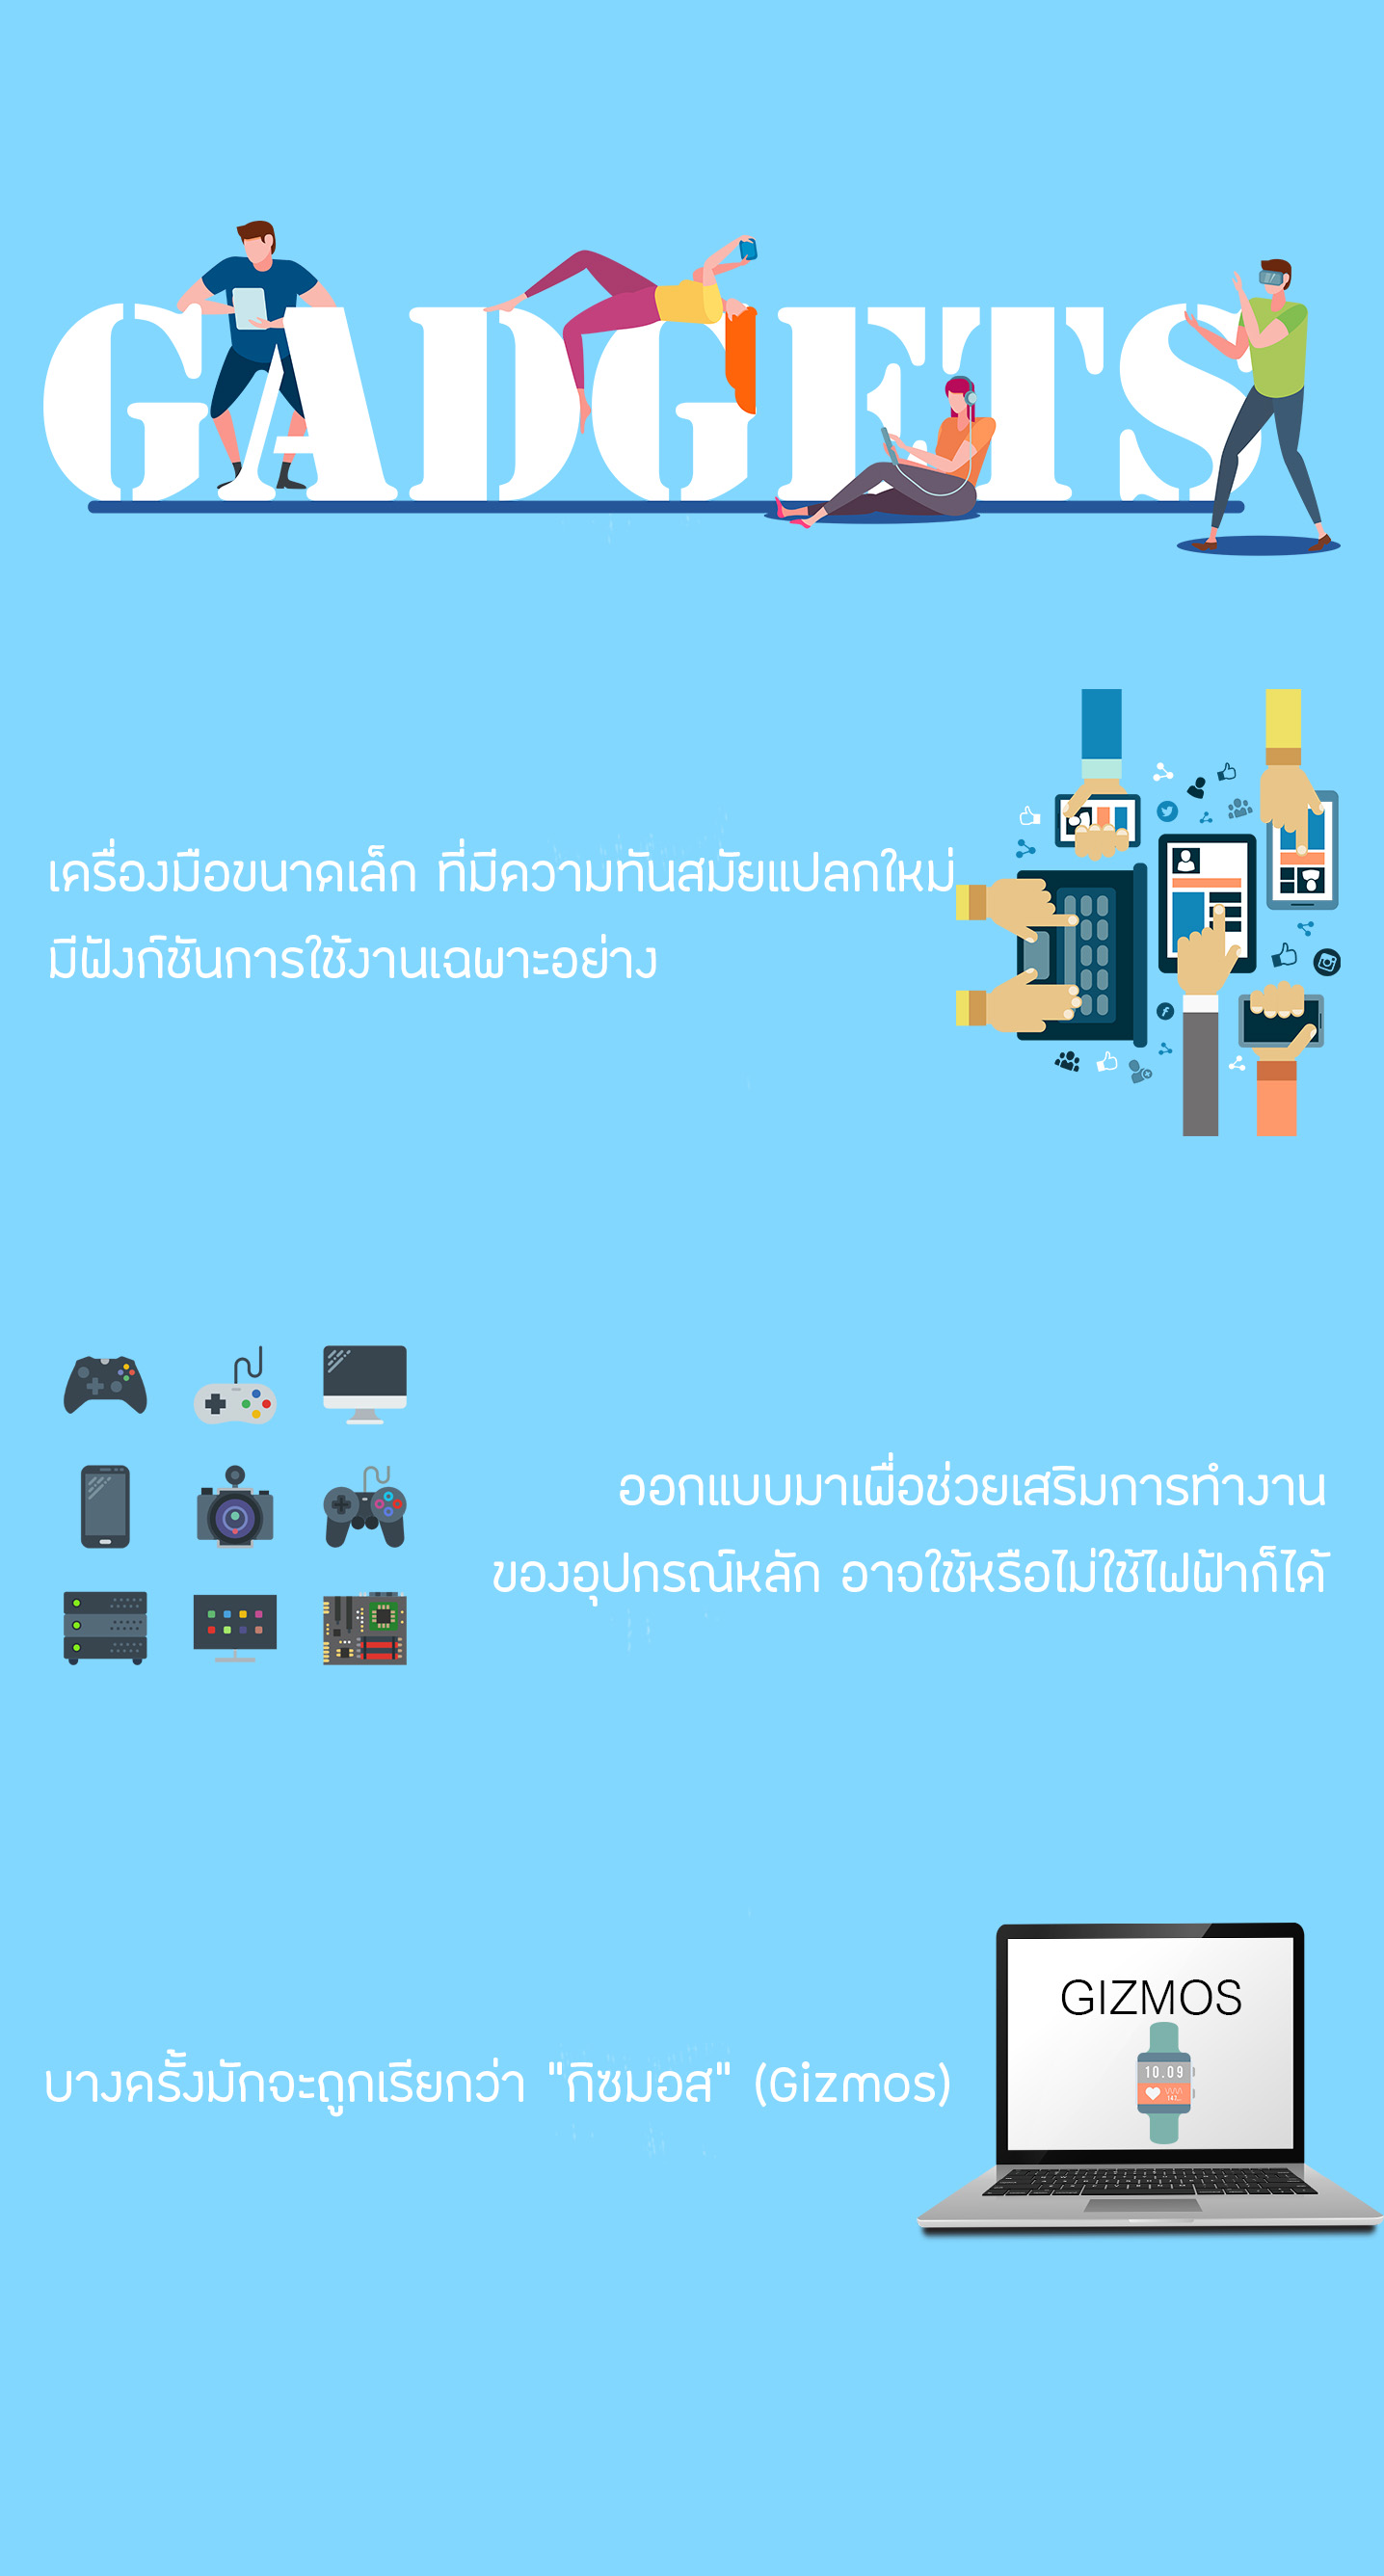 GADGETS
เครื่องมือขนาดเล็ก ที่มีความทันสมัยแปลกใหม่
มีฟังก์ชันการใช้งานเฉพาะอย่าง
ออกแบบมาเพื่อช่วยเสริมการทำงาน
ของอุปกรณ์หลัก อาจใช้หรือไม่ใช้ไฟฟ้าก็ได้
GIZMOS
10.09
147
บางครั้งมักจะถูกเรียกว่า "กิซมอส" (Gizmos)